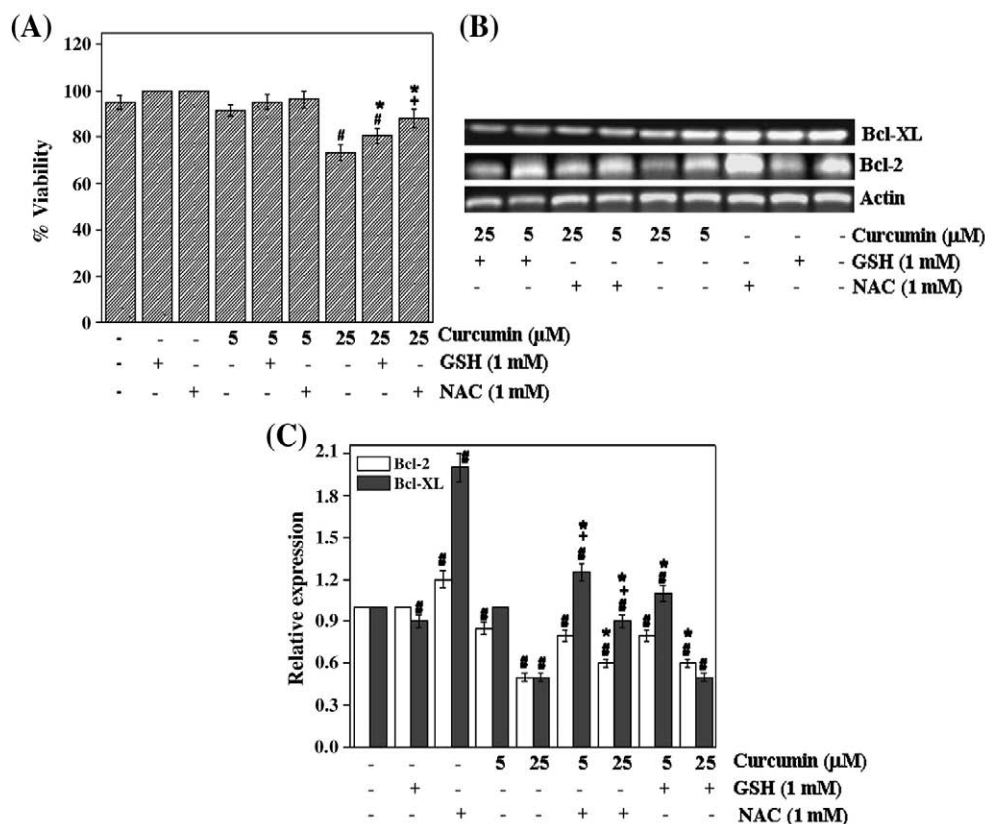 (A)
120
100
80
60
40
20
0
% Viability
#
*
#
*
+
- - - 5 5 5 25 25 25 Curcumin (µM)
- + - - + - - + - GSH (1 mM)
- - + - - + - - + NAC (1 mM)
(B)
Bcl-XL
Bcl-2
Actin
25 5 25 5 25 5 - - - Curcumin (µM)
+ + - - - - - + - GSH (1 mM)
- - + + - - + - - NAC (1 mM)
(C)
2.1
1.8
1.5
1.2
0.9
0.6
0.3
0.0
Relative expression
Bcl-2
Bcl-XL
#
#
#
#
#
#
#
*
+
#
*
#
*
+
#
#
*
#
*
#
#
- - - 5 25 5 25 5 25 Curcumin (µM)
- + - - - - - + + GSH (1 mM)
- - + - - + + - - NAC (1 mM)